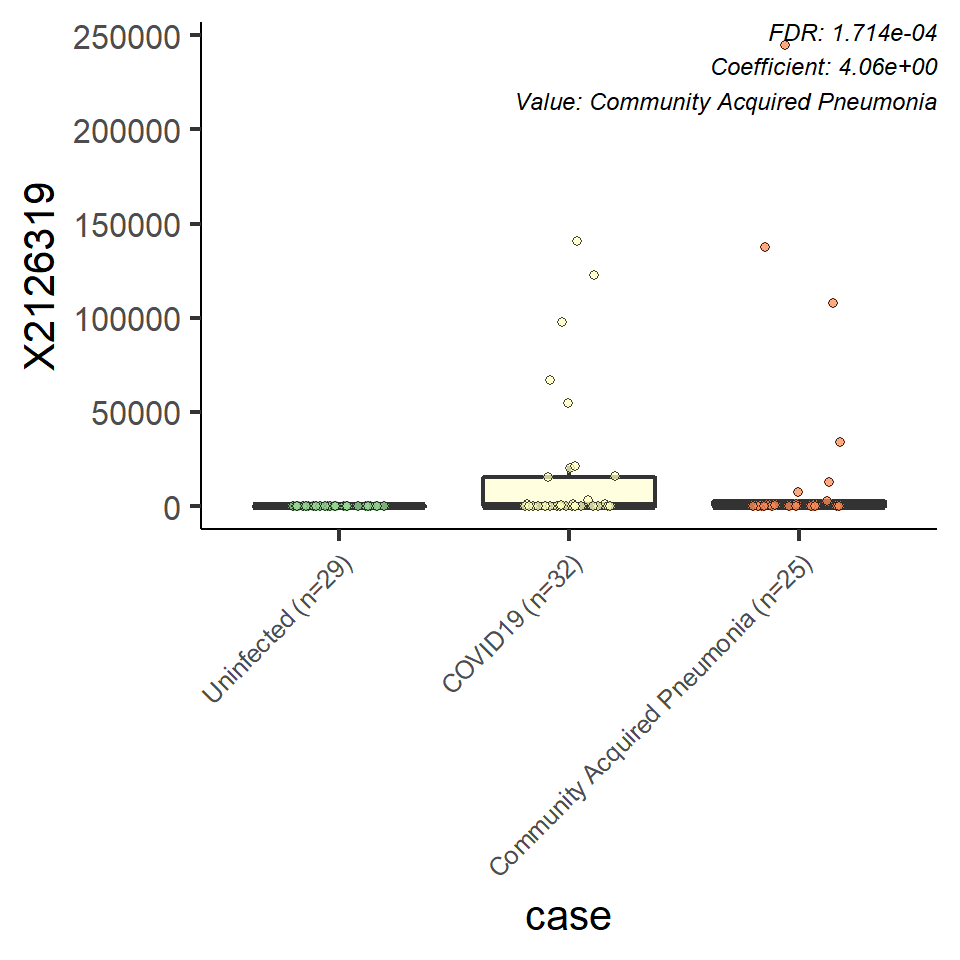 FDR: 1.714e-04
Coefficient: 4.06e+00
Value: Community Acquired Pneumonia
250000
200000
150000
100000
50000
0
X2126319
Uninfected (n=29)
COVID19 (n=32)
Community Acquired Pneumonia (n=25)
case